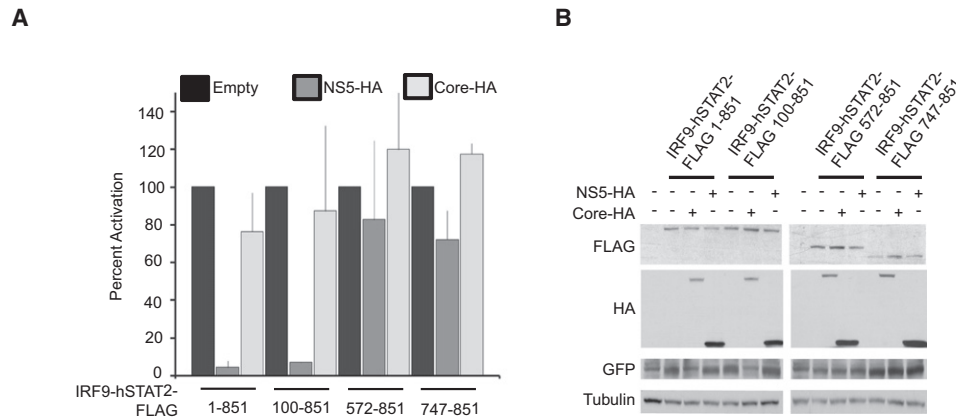 A
Empty
NS5-HA
Core-HA
Percent Activation
140
120
100
80
60
40
20
0
IRF9-hSTAT2-
FLAG
1-851
100-851
572-851
747-851
B
IRF9-hSTAT2-
FLAG 1-851
IRF9-hSTAT2-
FLAG 100-851
IRF9-hSTAT2-
FLAG 572-851
IRF9-hSTAT2-
FLAG 747-851
NS5-HA - - - + - - + - - - + - - +
Core-HA - - + - - + - - - + - - + -
FLAG
HA
GFP
Tubulin